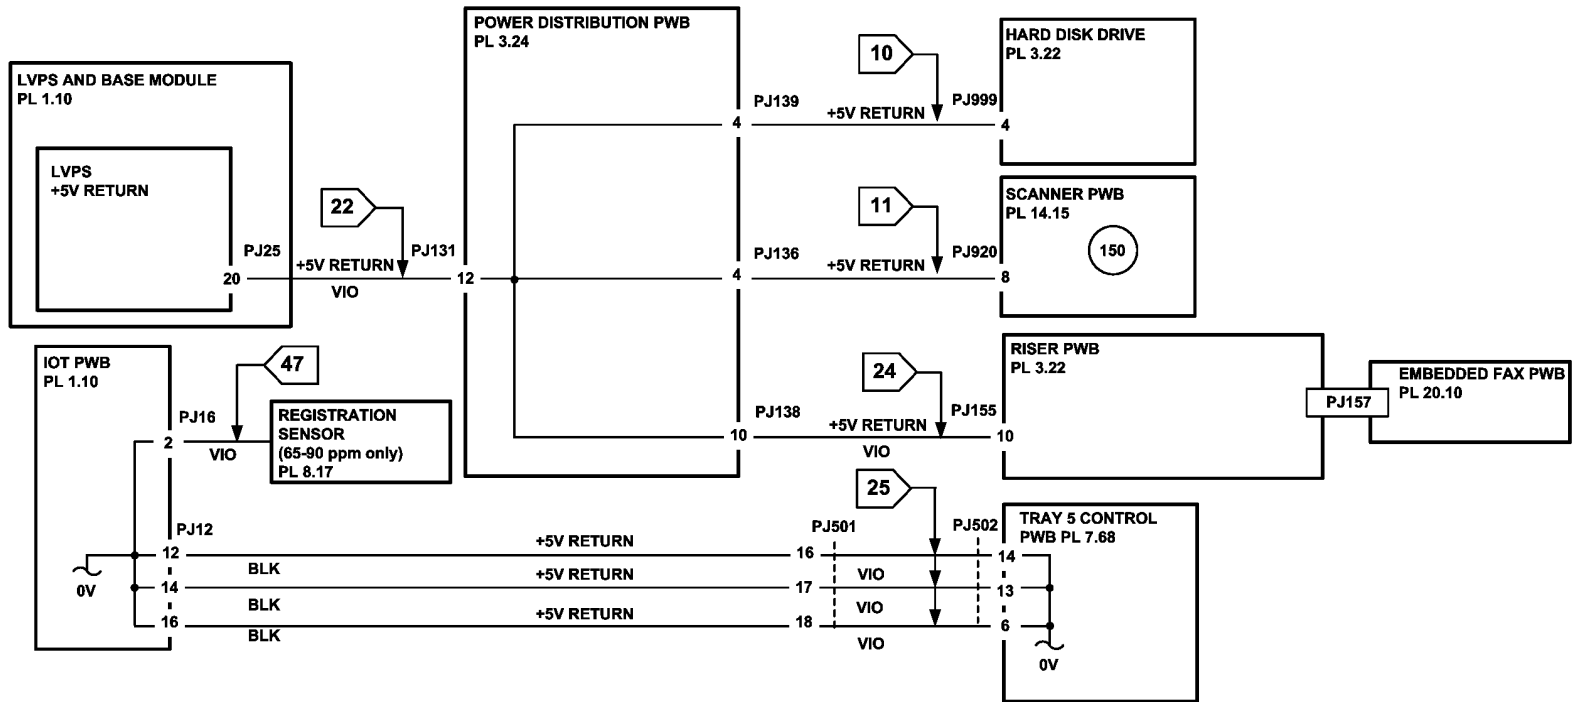 POWER DISTRIBUTION PWB
PL 3.24
HARD DISK DRIVE
PL 3.22
10
LVPS AND BASE MODULE
PL 1.10
PJ139
+5V RETURN
PJ999
4
4
LVPS
+5V RETURN
SCANNER PWB
PL 14.15
22
11
150
PJ25
+5V RETURN
PJ131
PJ136
+5V RETURN
PJ920
20
VIO
12
4
8
IOT PWB
PL 1.10
47
RISER PWB
PL 3.22
24
EMBEDDED FAX PWB
PL 20.10
PJ157
PJ16
REGISTRATION
SENSOR
(65-90 ppm only)
PL 8.17
PJ138
+5V RETURN
PJ155
2
VIO
10
VIO
10
25
PJ12
PJ501
PJ502
TRAY 5 CONTROL
PWB PL 7.68
12
BLK
+5V RETURN
16
VIO
14
0V
14
BLK
+5V RETURN
17
VIO
13
16
BLK
+5V RETURN
18
VIO
6
0V